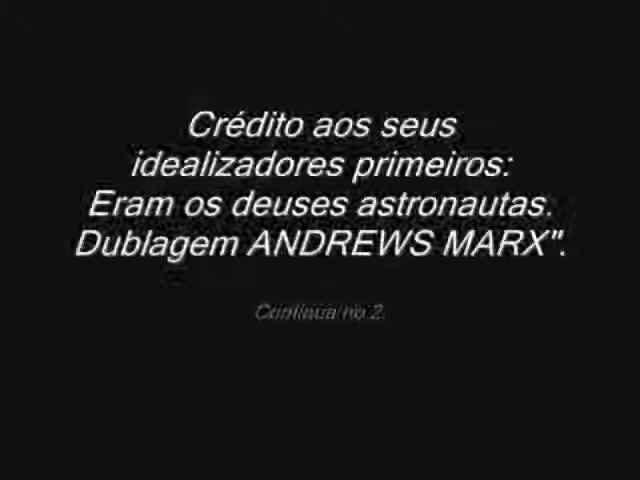 Crédito aos seus
idealizadores primeiros:
Eram os deuses astronautas.
Dublagem ANDREWS MARX".
Continua no 2.